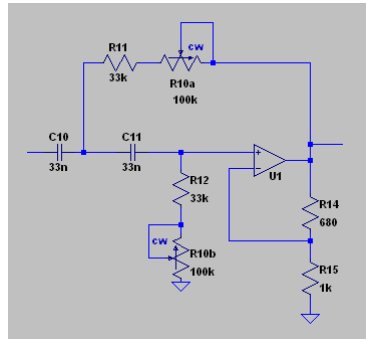 R11
33k
cw
R10a
100k
C10
33n
C11
33n
R12
33k
U1
cw
R10b
100k
R14
680
R15
1k